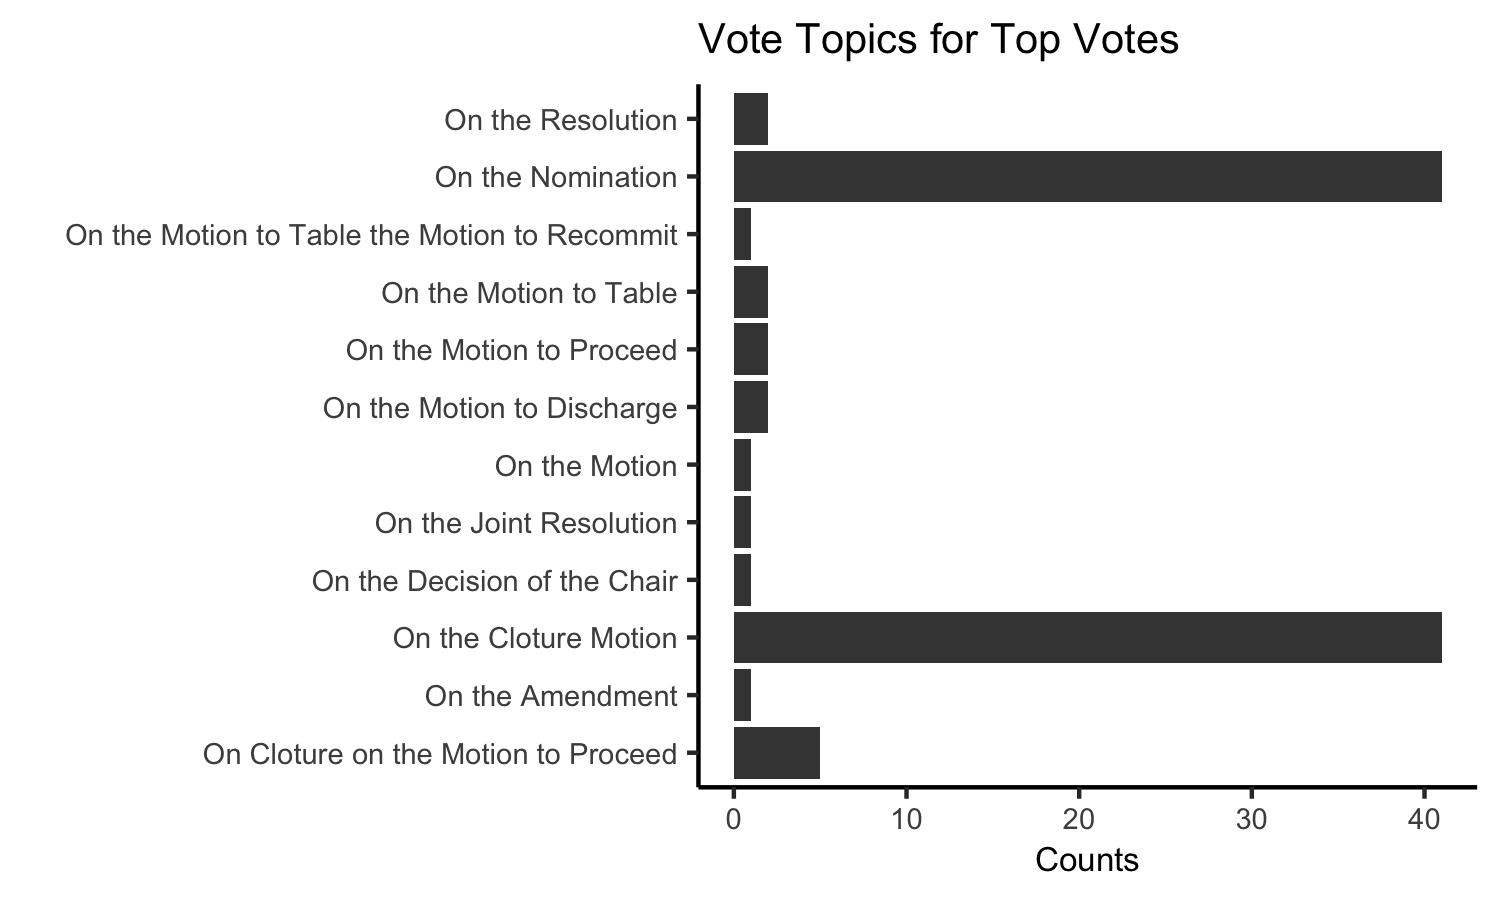 Vote Topics for Top Votes
On the Resolution
On the Nomination
On the Motion to Table the Motion to Recommit
On the Motion to Table
On the Motion to Proceed
On the Motion to Discharge
On the Motion
On the Joint Resolution
On the Decision of the Chair
On the Cloture Motion
On the Amendment
On Cloture on the Motion to Proceed
0 10 20 30 40
Counts